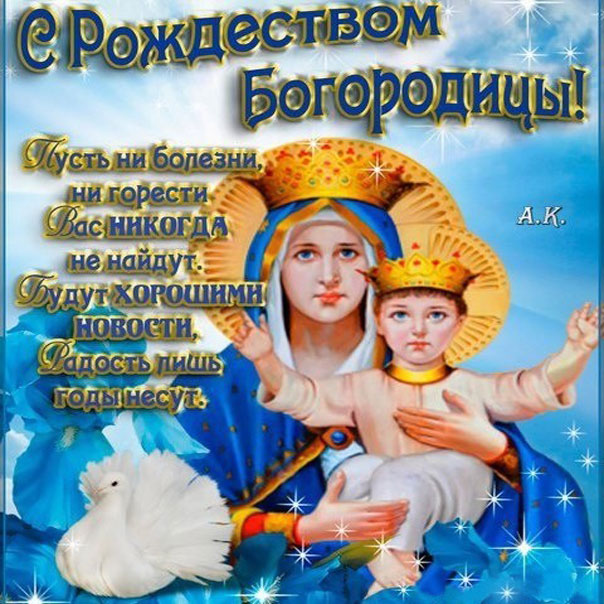 С Рождеством
Богородицы!
Пусть ни болезни,
ни горести
Вас НИКОГДА
не найдут.
Будут ХОРОШИМИ
НОВОСТИ,
Радость лишь
годы несут.
А.К.